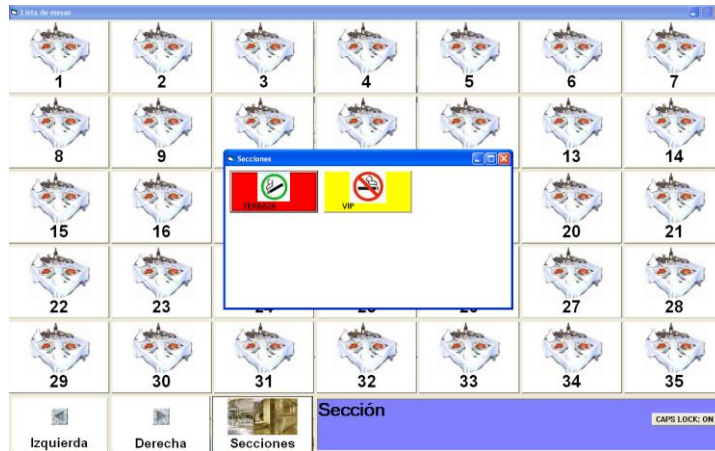 Lista de mesas
1 2 3 4 5 6 7
8 9 13 14
Secciones
TERRAZA VIP
15 16 20 21
22 23 27 28
29 30 31 32 33 34 35
Izquierda Derecha Secciones Sección CAPS LOCK: ON